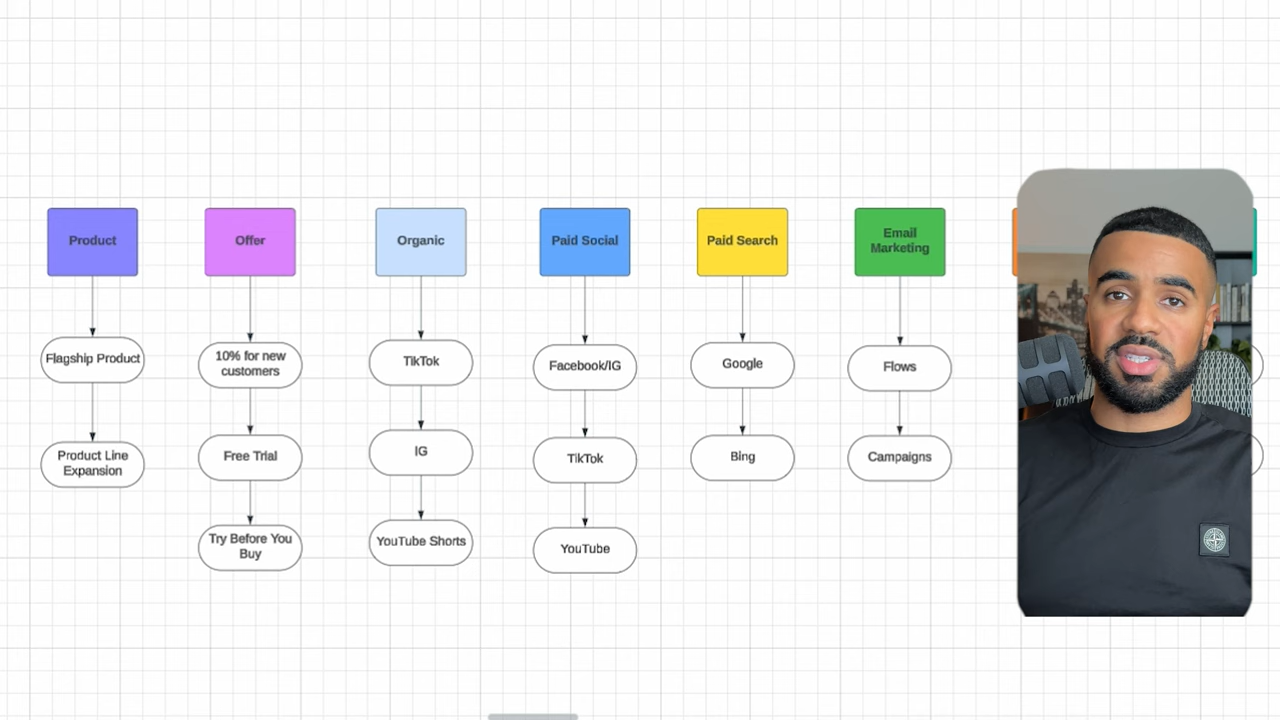 Product
Offer
Organic
Paid Social
Paid Search
Email
Marketing
Flagship Product
10% for new
customers
TikTok
Facebook/IG
Google
Flows
Product Line
Expansion
Free Trial
IG
TikTok
Bing
Campaigns
Try Before You
Buy
YouTube Shorts
YouTube